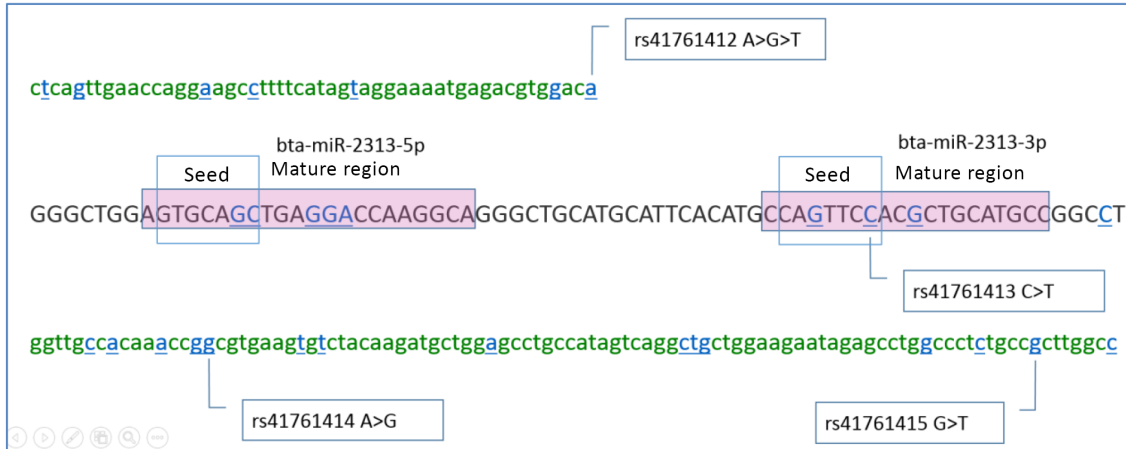 rs41761412 A>G>T
ctcagttgaaccaggaagccttttcatagtaggaaaatgagacgtggaca
bta-miR-2313-5p
bta-miR-2313-3p
Seed
Mature region
Seed
Mature region
GGGCTGGAGTGCAGCTGAGGACCAAGGCAGGGCTGCATGCATTCACATGCCAGTTCCACGCTGCATGCCGGCCT
rs41761413 C>T
ggttgccacaaaccggcgtgaagtgtctacaagatgctggagcctgccatagtcaggctgctggaagaatagagcctggccctctgccgcttggcc
rs41761414 A>G
rs41761415 G>T